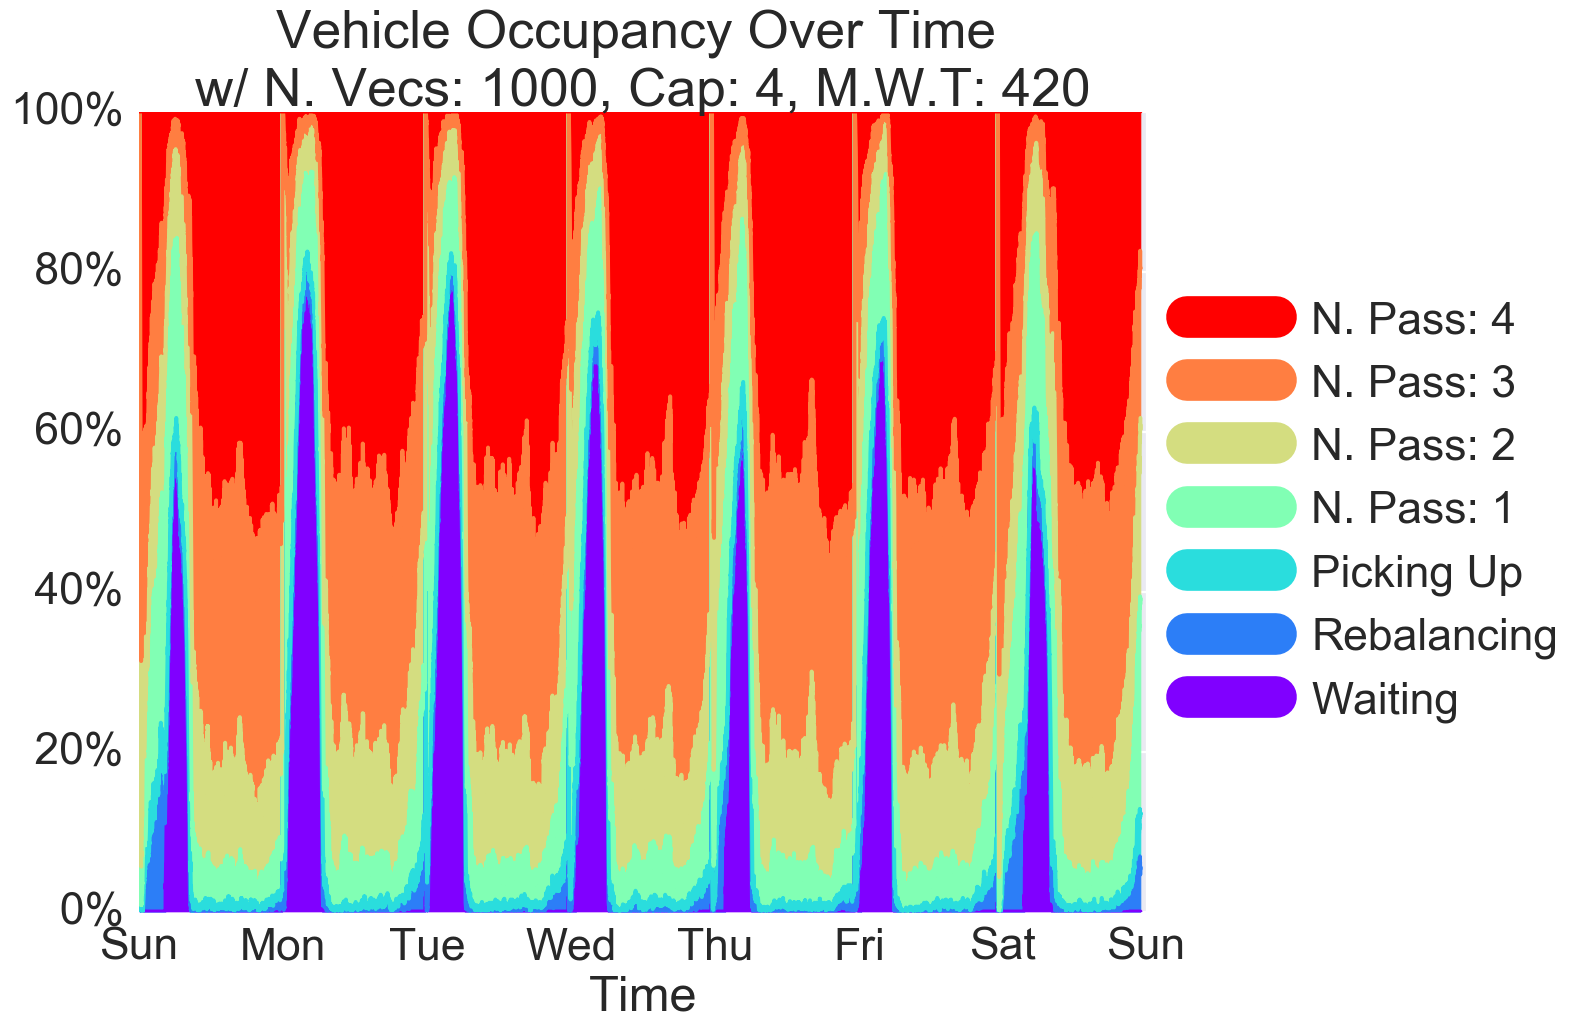 Vehicle Occupancy Over Time
w/ N. Vecs: 1000, Cap: 4, M.W.T: 420
100%
80%
60%
40%
20%
0%
Sun Mon Tue Wed Thu Fri Sat Sun
Time
N. Pass: 4
N. Pass: 3
N. Pass: 2
N. Pass: 1
Picking Up
Rebalancing
Waiting